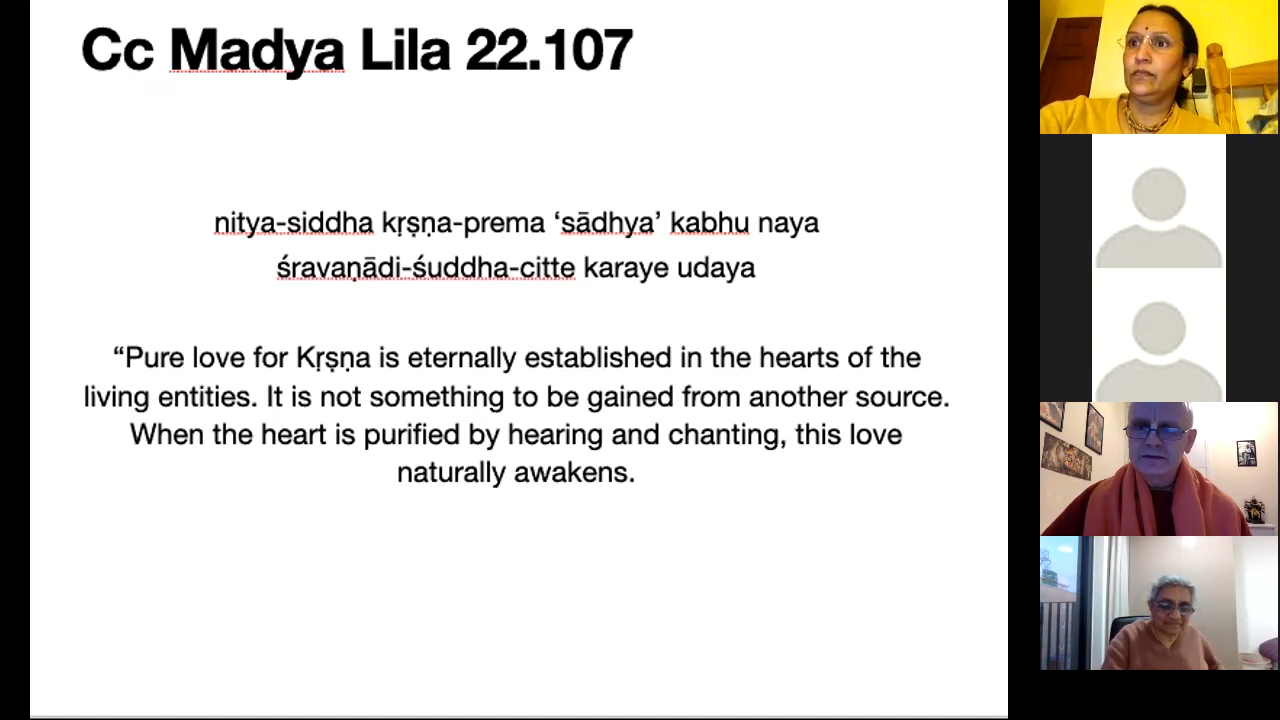 Cc Madya Lila 22.107
nitya-siddha kṛṣna-prema ‘sādhya’ kabhu naya
śravaṇādi-śuddha-citte karaye udaya
“Pure love for Kṛṣṇa is eternally established in the hearts of the
living entities. It is not something to be gained from another source.
When the heart is purified by hearing and chanting, this love
naturally awakens.